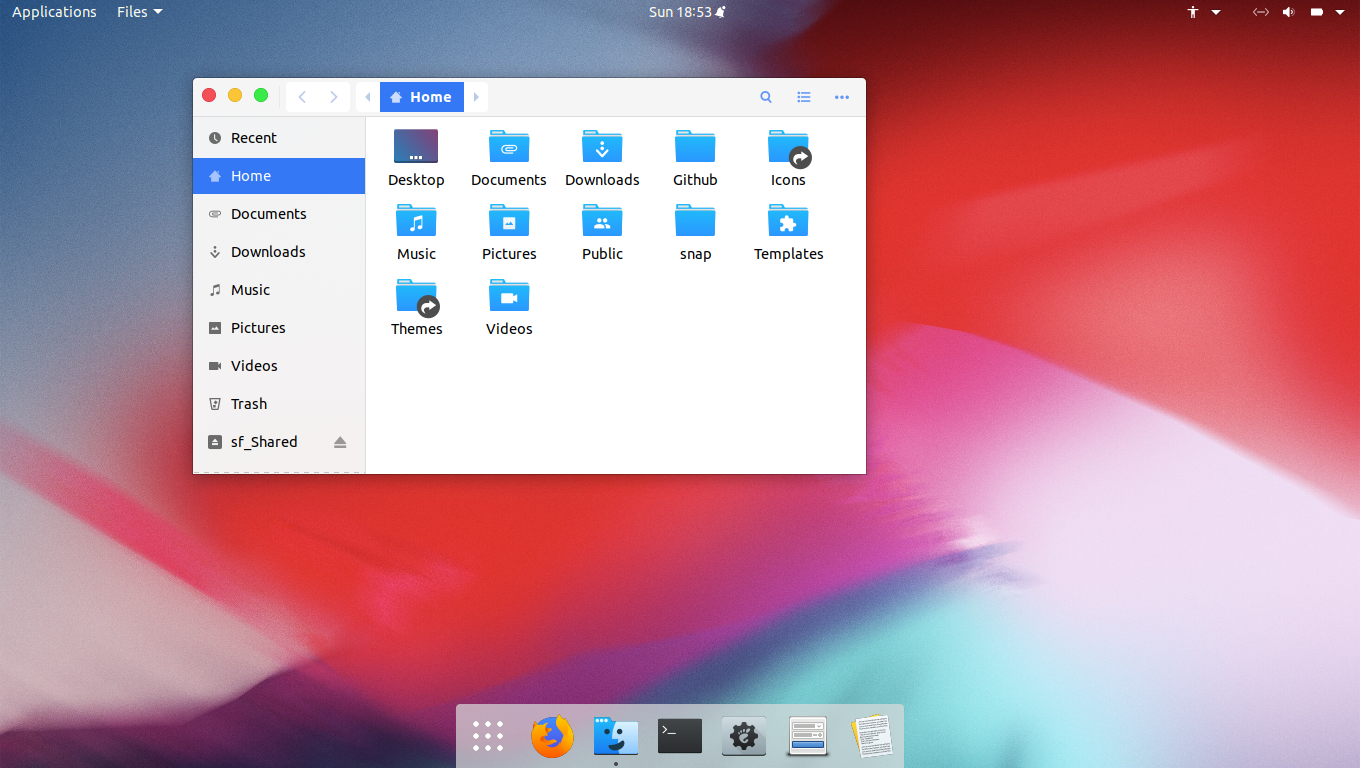 Applications Files Sun 18:53
Home
Recent
Home
Documents
Downloads
Music
Pictures
Videos
Trash
sf_Shared
Desktop Documents Downloads Github Icons
Music Pictures Public snap Templates
Themes Videos
>_